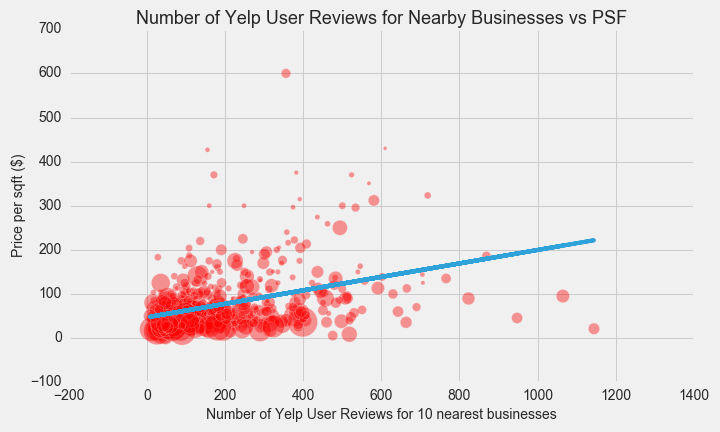 Number of Yelp User Reviews for Nearby Businesses vs PSF
700
600
500
400
300
200
100
0
−100
Price per sqft ($)
−200 0 200 400 600 800 1000 1200 1400
Number of Yelp User Reviews for 10 nearest businesses